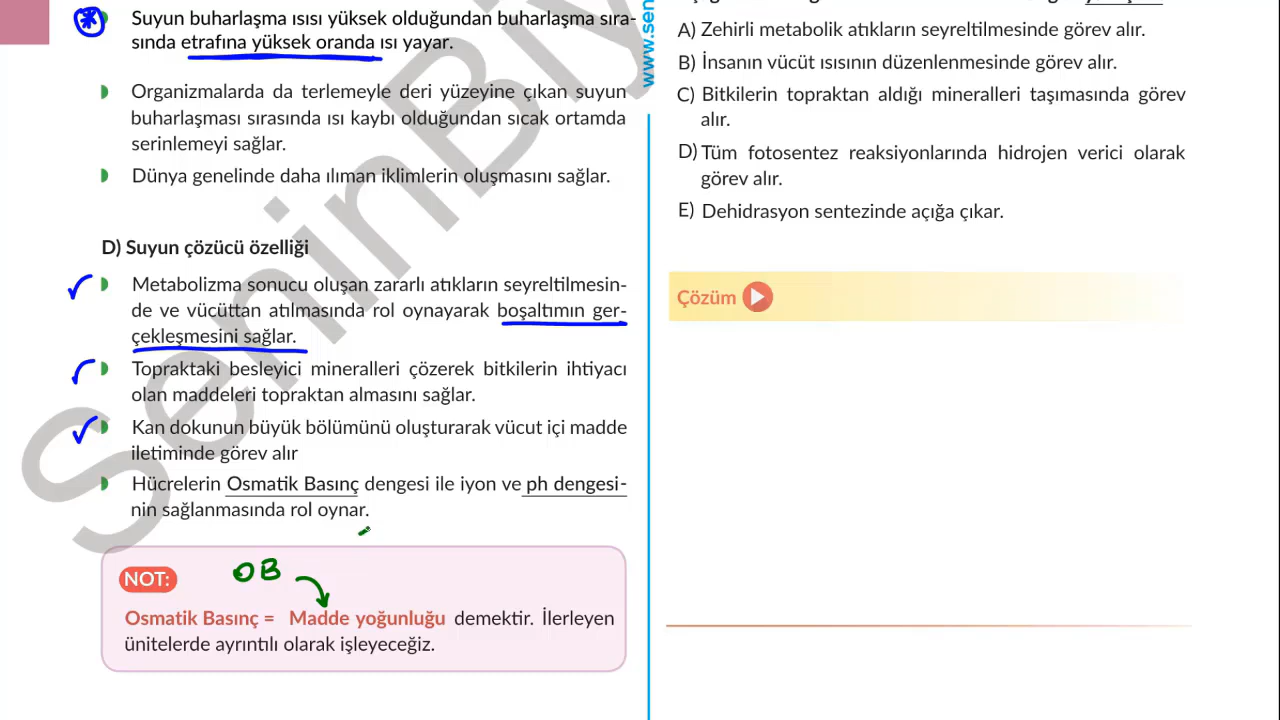 Suyun buharlaşma ısısı yüksek olduğundan buharlaşma sıra-
sında etrafına yüksek oranda ısı yayar.
Organizmalarda da terlemeyle deri yüzeyine çıkan suyun
buharlaşması sırasında ısı kaybı olduğundan sıcak ortamda
serinlemeyi sağlar.
Dünya genelinde daha ılıman iklimlerin oluşmasını sağlar.
D) Suyun çözücü özelliği
Metabolizma sonucu oluşan zararlı atıkların seyreltilmesin-
de ve vücüttan atılmasında rol oynayarak boşaltımın ger-
çekleşmesini sağlar.
Topraktaki besleyici mineralleri çözerek bitkilerin ihtiyacı
olan maddeleri topraktan almasını sağlar.
Kan dokunun büyük bölümünü oluşturarak vücut içi madde
iletiminde görev alır
Hücrelerin Osmatik Basınç dengesi ile iyon ve ph dengesi-
nin sağlanmasında rol oynar.
OB
NOT:
Osmatik Basınç = Madde yoğunluğu demektir. İlerleyen
ünitelerde ayrıntılı olarak işleyeceğiz.
SeninBiy
www.sen
A) Zehirli metabolik atıkların seyreltilmesinde görev alır.
B) İnsanın vücüt ısısının düzenlenmesinde görev alır.
C) Bitkilerin topraktan aldığı mineralleri taşımasında görev
alır.
D) Tüm fotosentez reaksiyonlarında hidrojen verici olarak
görev alır.
E) Dehidrasyon sentezinde açığa çıkar.
Çözüm